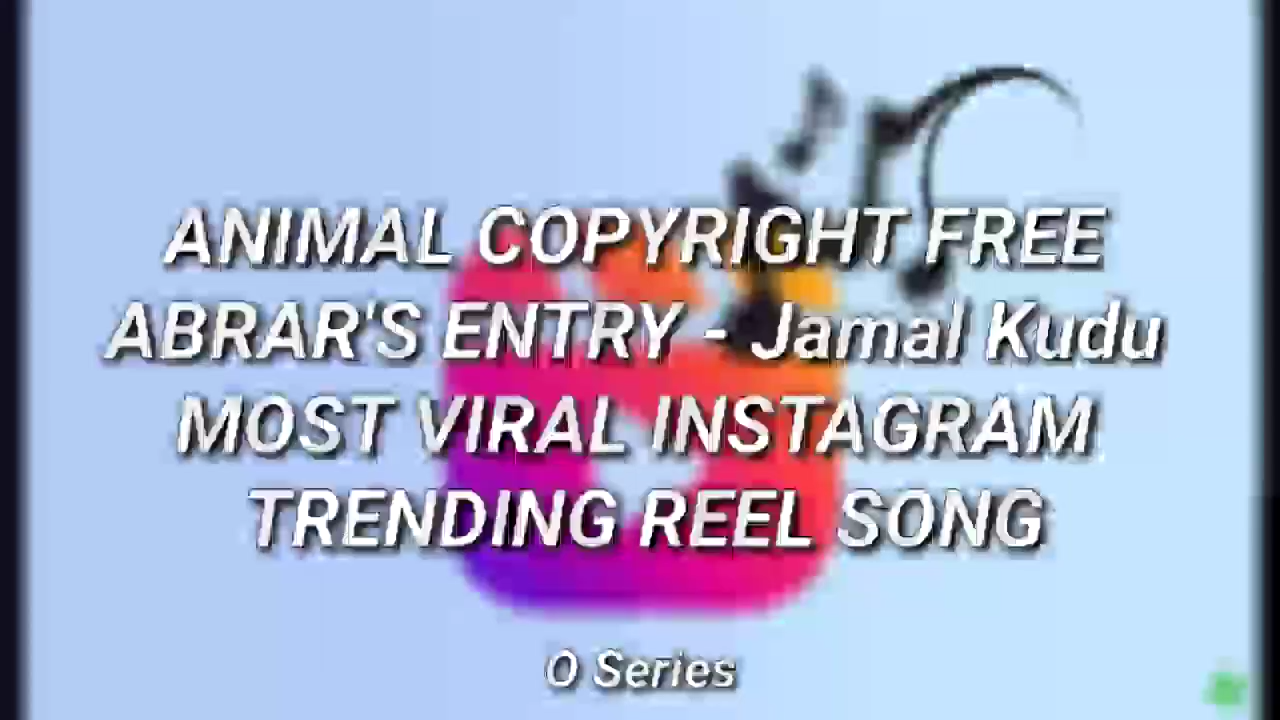 ANIMAL COPYRIGHT FREE
ABRAR'S ENTRY - Jamal Kudu
MOST VIRAL INSTAGRAM
TRENDING REEL SONG
O Series